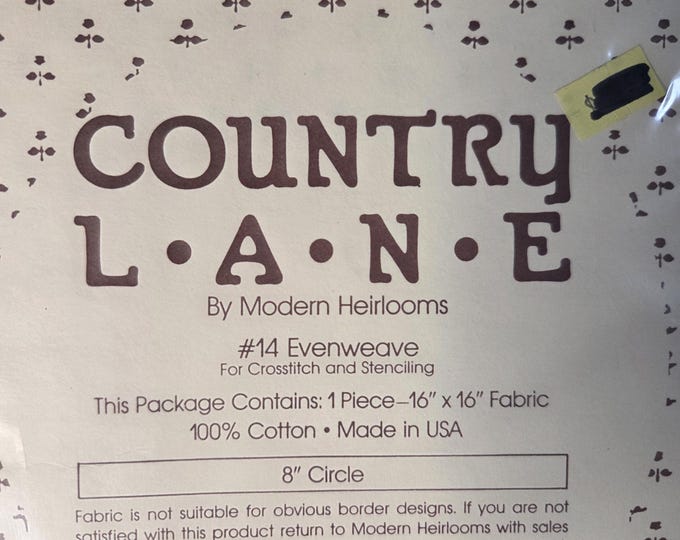 COUNTRY
L•A•N•E
By Modern Heirlooms
#14 Evenweave
For Crosstitch and Stenciling
This Package Contains: 1 Piece–16" x 16" Fabric
100% Cotton • Made in USA
8" Circle
Fabric is not suitable for obvious border designs. If you are not
satisfied with this product return to Modern Heirlooms with sales